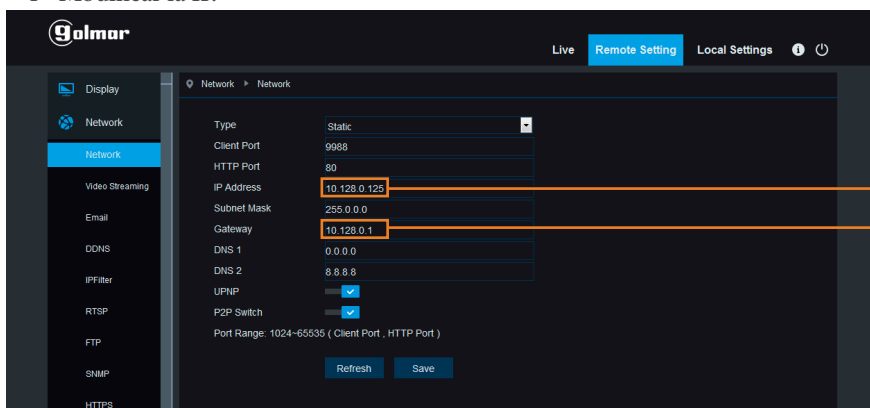 golmar
Live Remote Setting Local Settings
Display
Network
Network
Video Streaming
Email
DDNS
IPFilter
RTSP
FTP
SNMP
HTTPS
Network Network
Type Static
Client Port 9988
HTTP Port 80
IP Address 10.128.0.125
Subnet Mask 255.0.0.0
Gateway 10.128.0.1
DNS 1 0.0.0.0
DNS 2 8.8.8.8
UPNP
P2P Switch
Port Range: 1024~65535 ( Client Port , HTTP Port )
Refresh Save